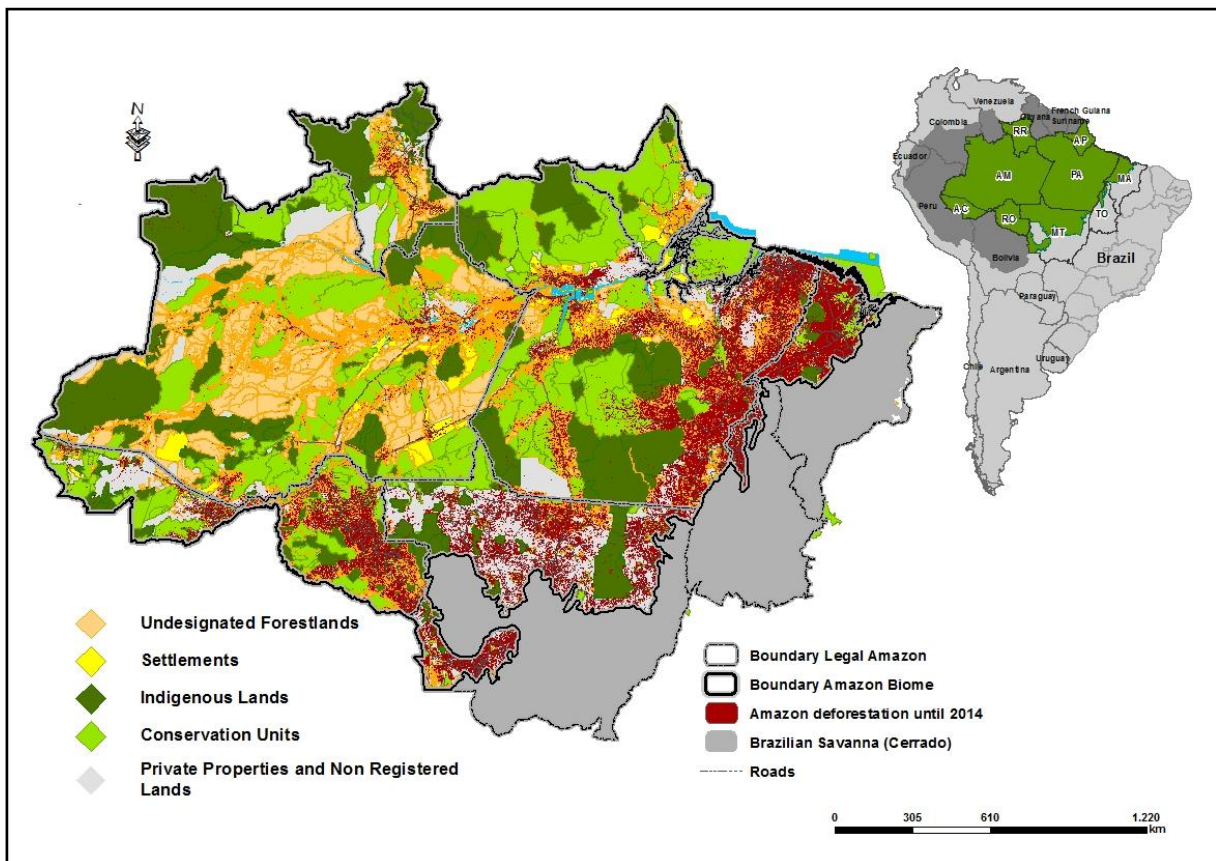 N
Venezuela
Colombia
Guyana
French Guiana
Suriname
RR
AP
Ecuador
AM
PA
MA
Peru
AC
RO
TO
MT
Bolivia
Brazil
Paraguay
Chile
Argentina
Uruguay
Undesignated Forestlands
Settlements
Indigenous Lands
Conservation Units
Private Properties and Non Registered
Lands
Boundary Legal Amazon
Boundary Amazon Biome
Amazon deforestation until 2014
Brazilian Savanna (Cerrado)
Roads
0 305 610 1.220
km